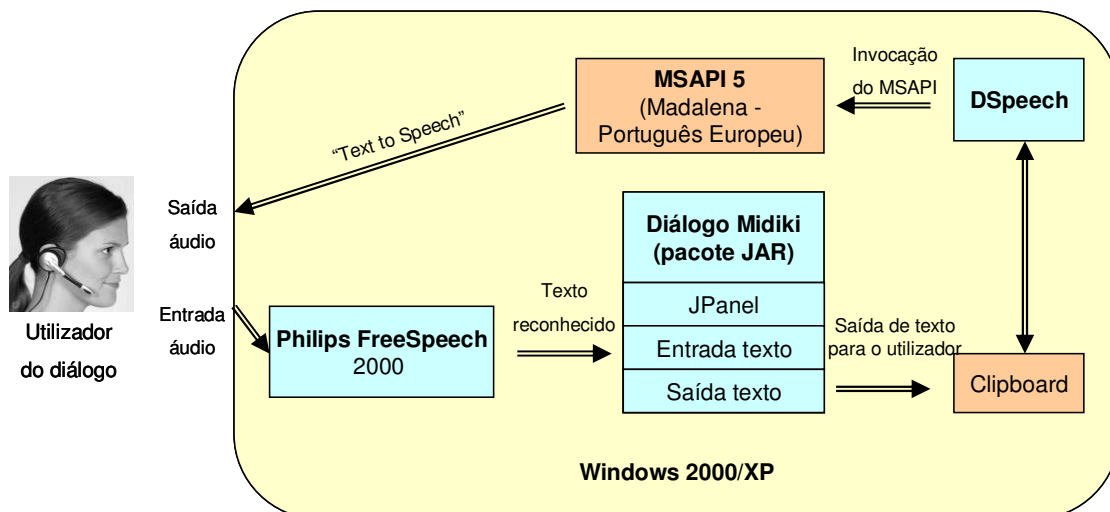 MSAPI 5
(Madalena -
Português Europeu)
Invocação
do MSAPI
DSpeech
“Text to Speech”
Saída
áudio
Entrada
áudio
Utilizador
do diálogo
Philips FreeSpeech
2000
Texto
reconhecido
Diálogo Midiki
(pacote JAR)
JPanel
Entrada texto
Saída texto
Saída de texto
para o utilizador
Clipboard
Windows 2000/XP